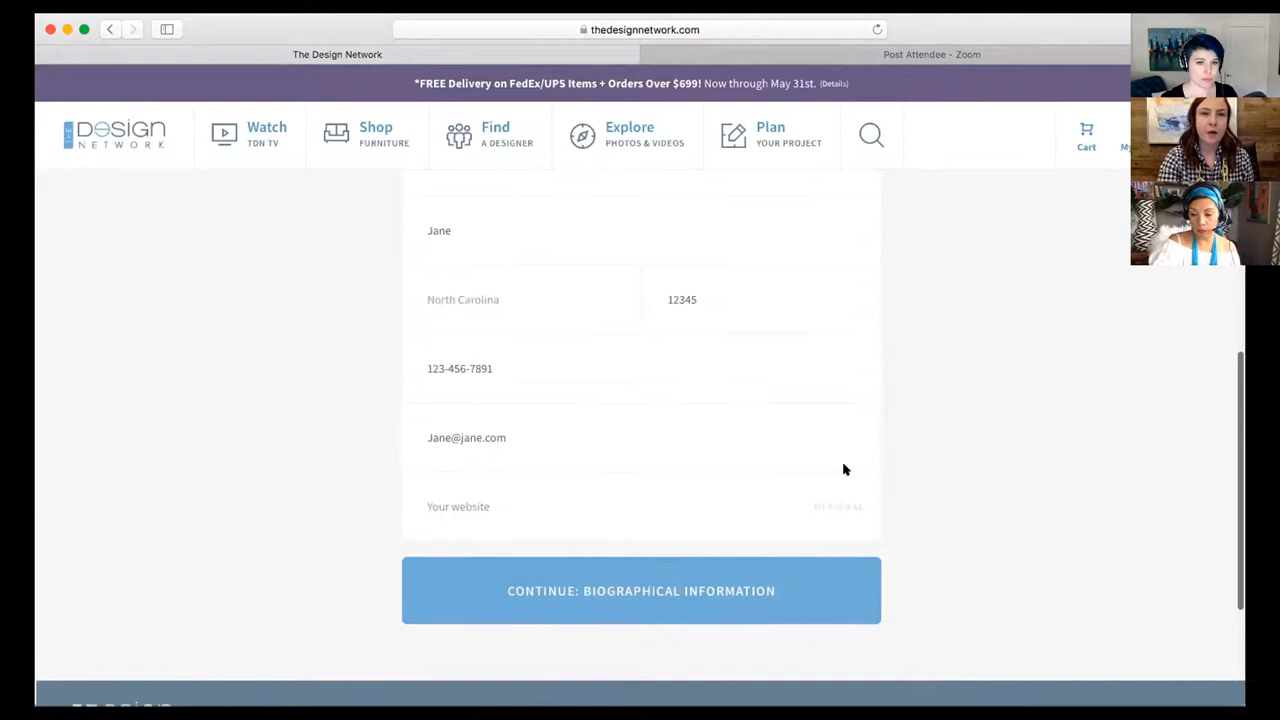 thedesignnetwork.com
The Design Network
Post Attendee - Zoom
*FREE Delivery on FedEx/UPS Items + Orders Over $699! Now through May 31st. (Details)
THE DESIGN NETWORK
Watch TDN TV
Shop FURNITURE
Find A DESIGNER
Explore PHOTOS & VIDEOS
Plan YOUR PROJECT
Cart
Jane
North Carolina
12345
123-456-7891
Jane@jane.com
Your website
CONTINUE: BIOGRAPHICAL INFORMATION